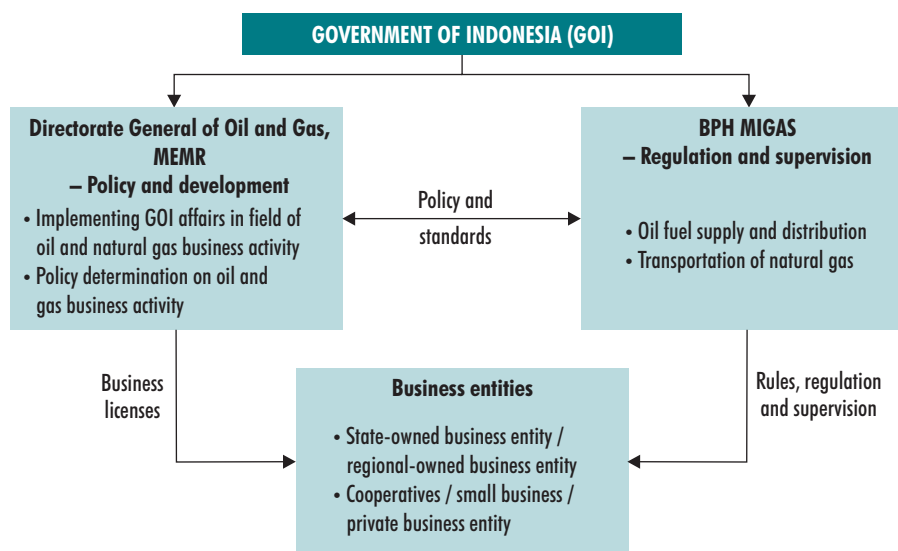 GOVERNMENT OF INDONESIA (GOI)
Directorate General of Oil and Gas,
MEMR
– Policy and development
• Implementing GOI affairs in field of
oil and natural gas business activity
• Policy determination on oil and
gas business activity
Policy and
standards
BPH MIGAS
– Regulation and supervision
• Oil fuel supply and distribution
• Transportation of natural gas
Business
licenses
Business entities
• State-owned business entity /
regional-owned business entity
• Cooperatives / small business /
private business entity
Rules, regulation
and supervision